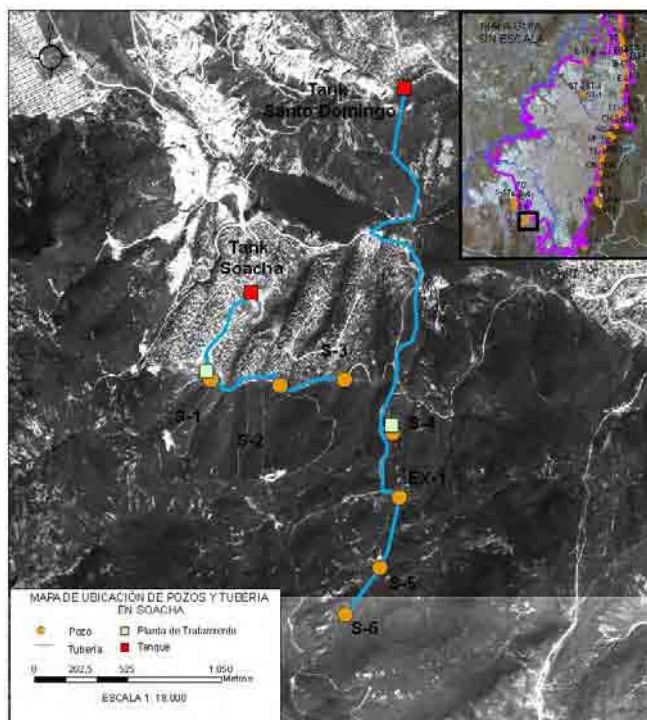 MAPA GUIA
SIN ESCALA
Tank
Santo Domingo
Tank
Soacha
S-3
S-1
S-2
S-4
EX-1
S-5
S-6
MAPA DE UBICACIÓN DE POZOS Y TUBERIA
EN SOACHA
Pozo
Planta de Tratamiento
Tubería
Tanque
0 262,5 525 1.050
Metros
ESCALA 1: 18.000